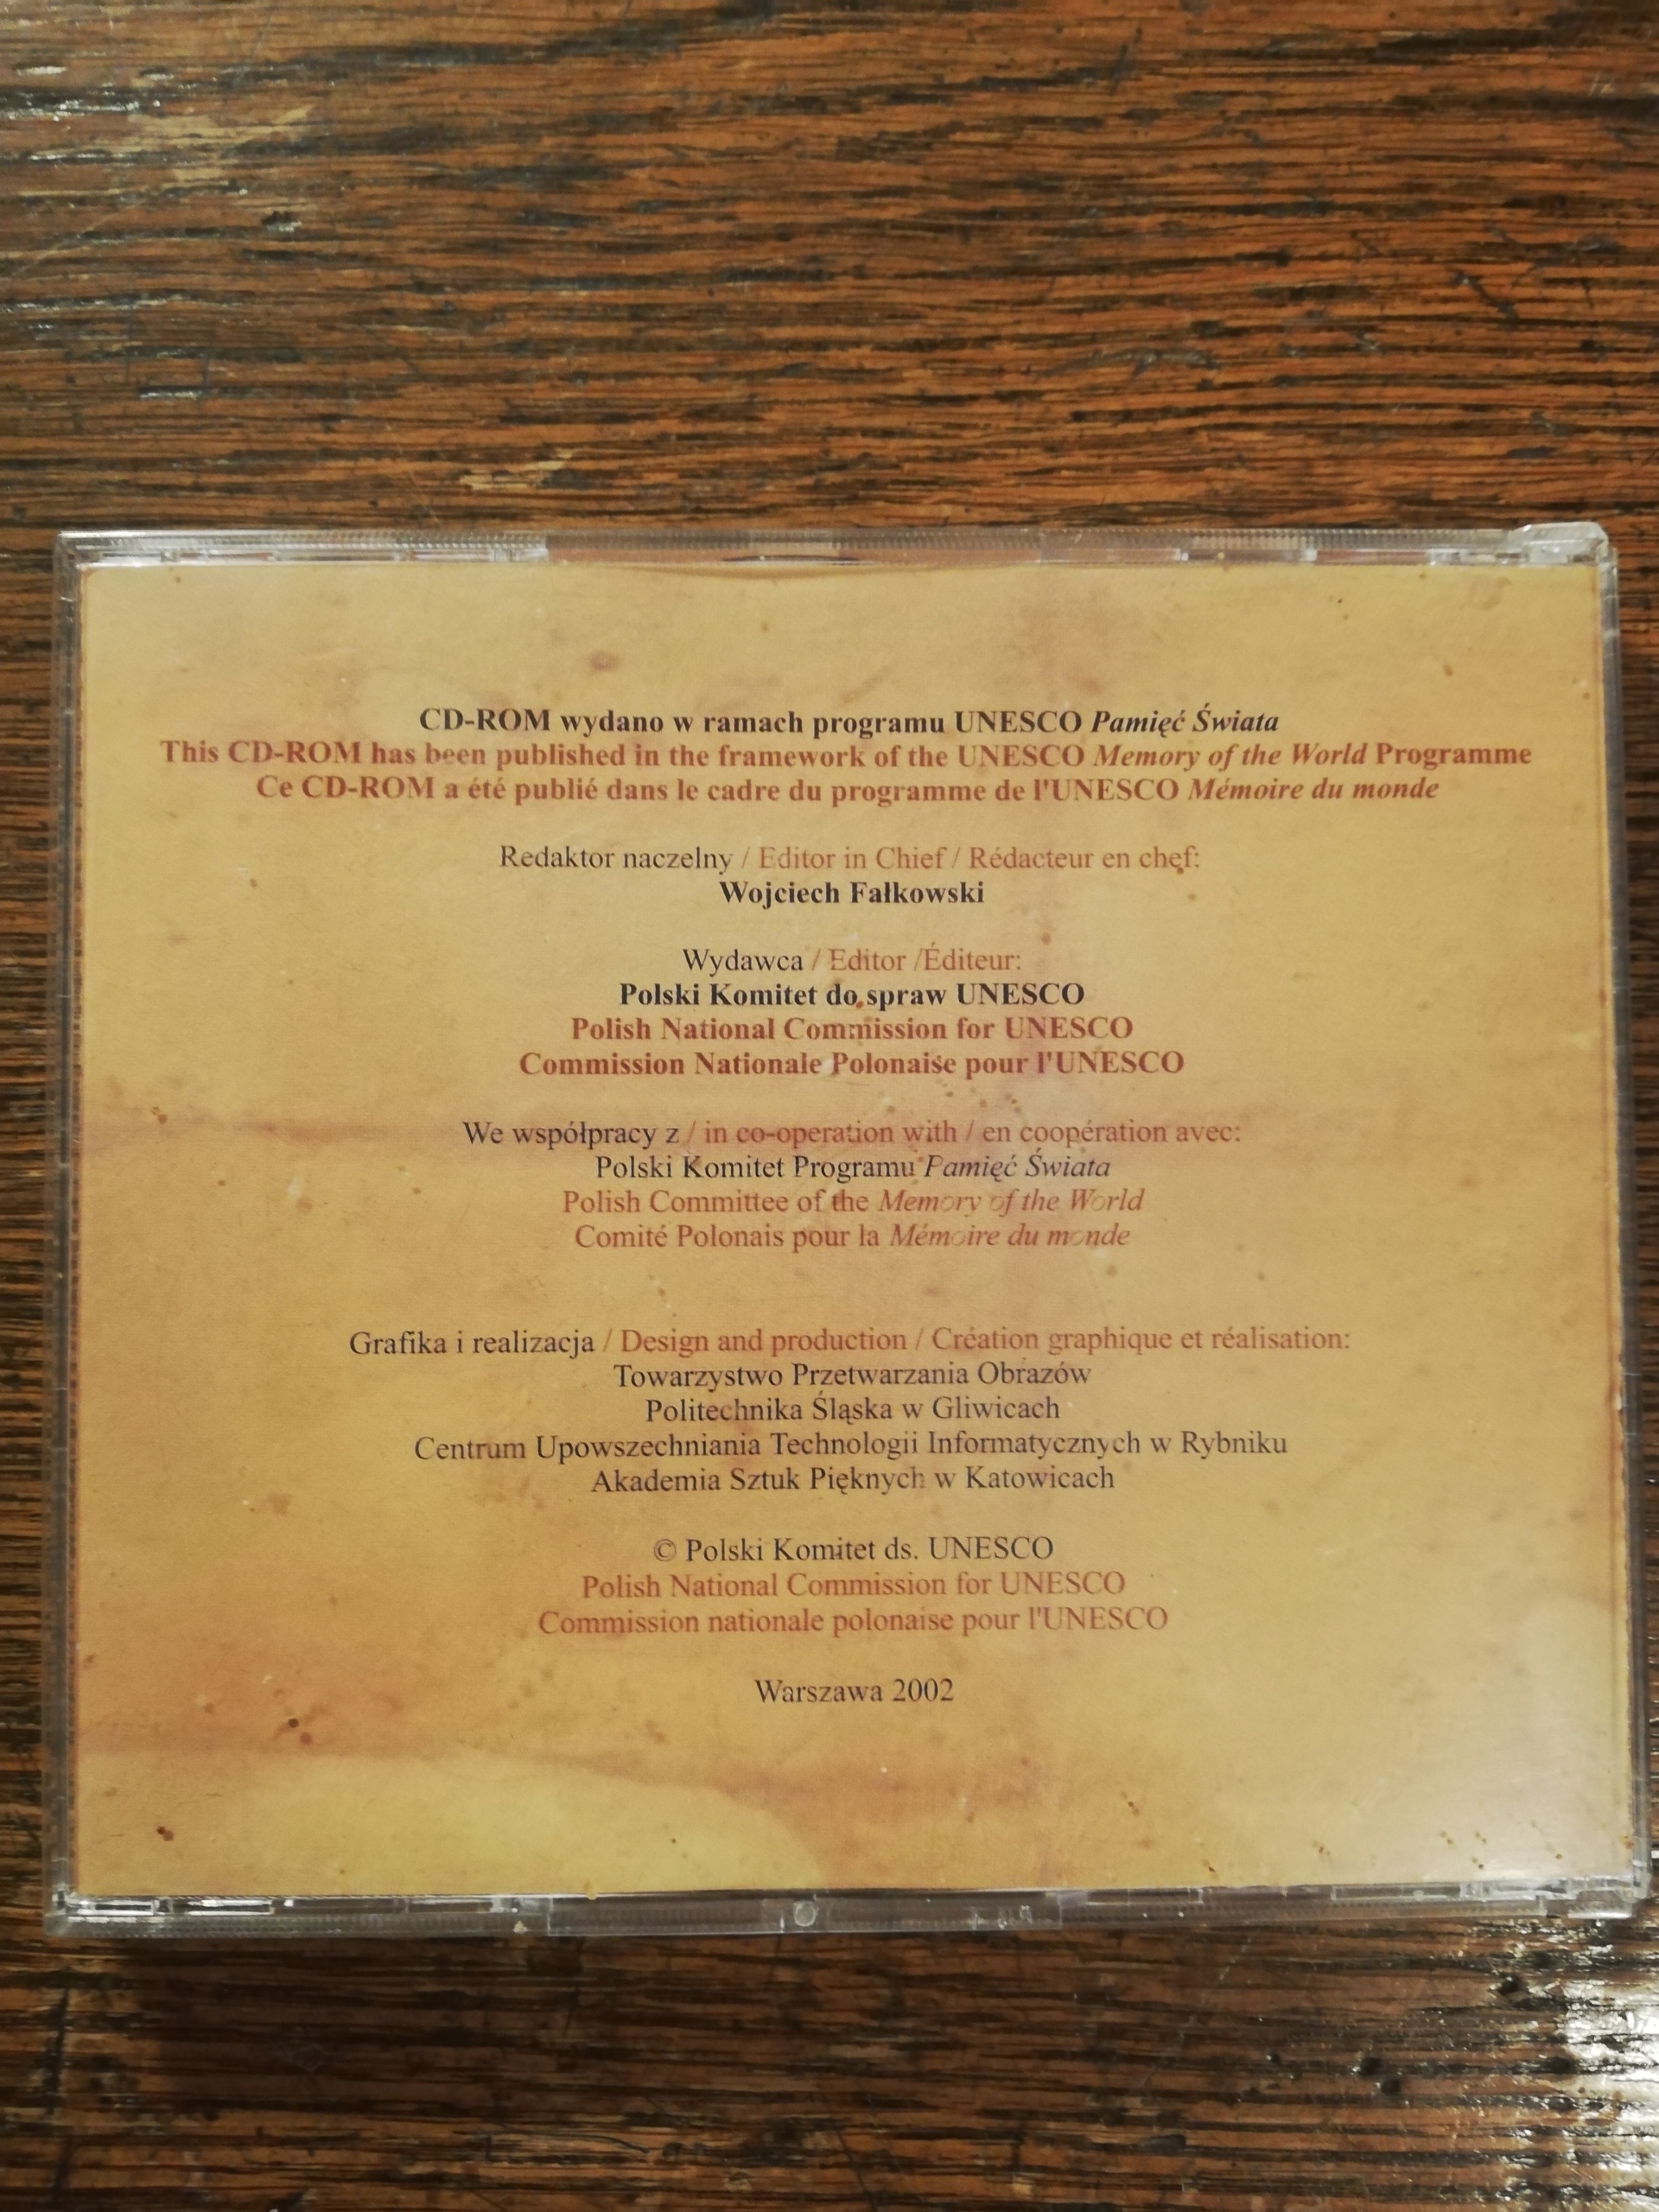 CD-ROM wydano w ramach programu UNESCO Pamięć Świata
This CD-ROM has been published in the framework of the UNESCO Memory of the World Programme
Ce CD-ROM a été publié dans le cadre du programme de l'UNESCO Mémoire du monde
Redaktor naczelny / Editor in Chief / Rédacteur en chef:
Wojciech Fałkowski
Wydawca / Editor /Éditeur:
Polski Komitet do spraw UNESCO
Polish National Commission for UNESCO
Commission Nationale Polonaise pour l'UNESCO
We współpracy z / in co-operation with / en coopération avec:
Polski Komitet Programu Pamięć Świata
Polish Committee of the Memory of the World
Comité Polonais pour la Mémoire du monde
Grafika i realizacja / Design and production / Création graphique et réalisation:
Towarzystwo Przetwarzania Obrazów
Politechnika Śląska w Gliwicach
Centrum Upowszechniania Technologii Informatycznych w Rybniku
Akademia Sztuk Pięknych w Katowicach
© Polski Komitet ds. UNESCO
Polish National Commission for UNESCO
Commission nationale polonaise pour l'UNESCO
Warszawa 2002